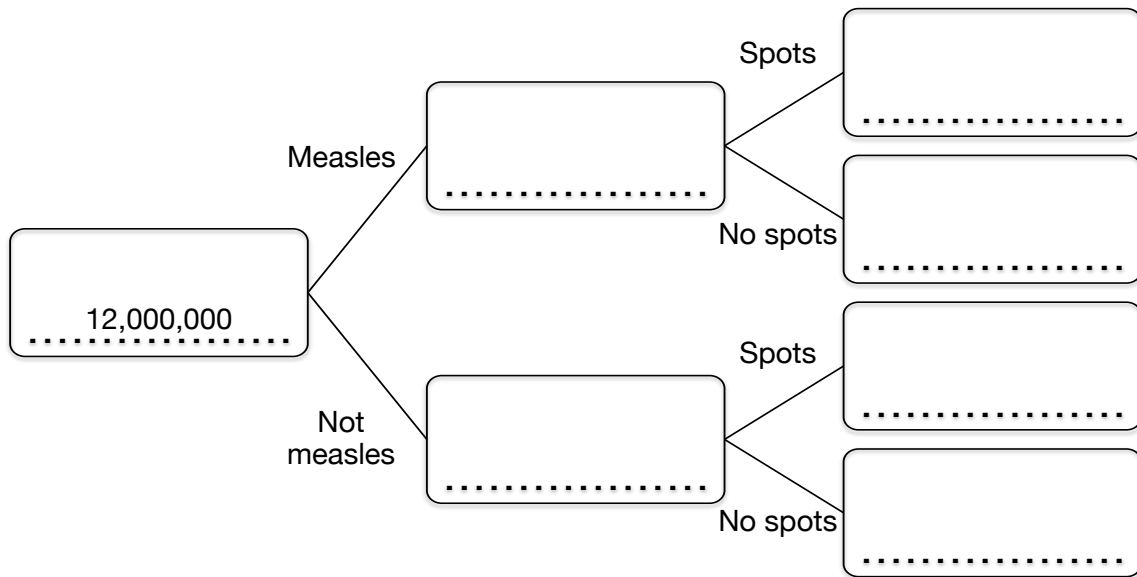 Spots
Measles
No spots
12,000,000
Spots
Not
measles
No spots